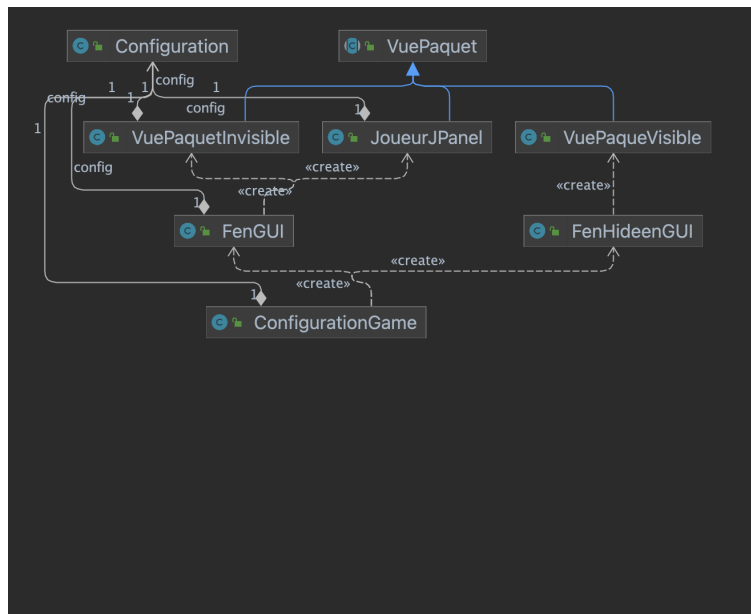 Configuration VuePaquet
config
1 1 1
config
1 config 1
1
VuePaquetInvisible JoueurJPanel VuePaqueVisible
config «create»
«create» «create»
1
FenGUI FenHideenGUI
«create»
«create»
1
ConfigurationGame